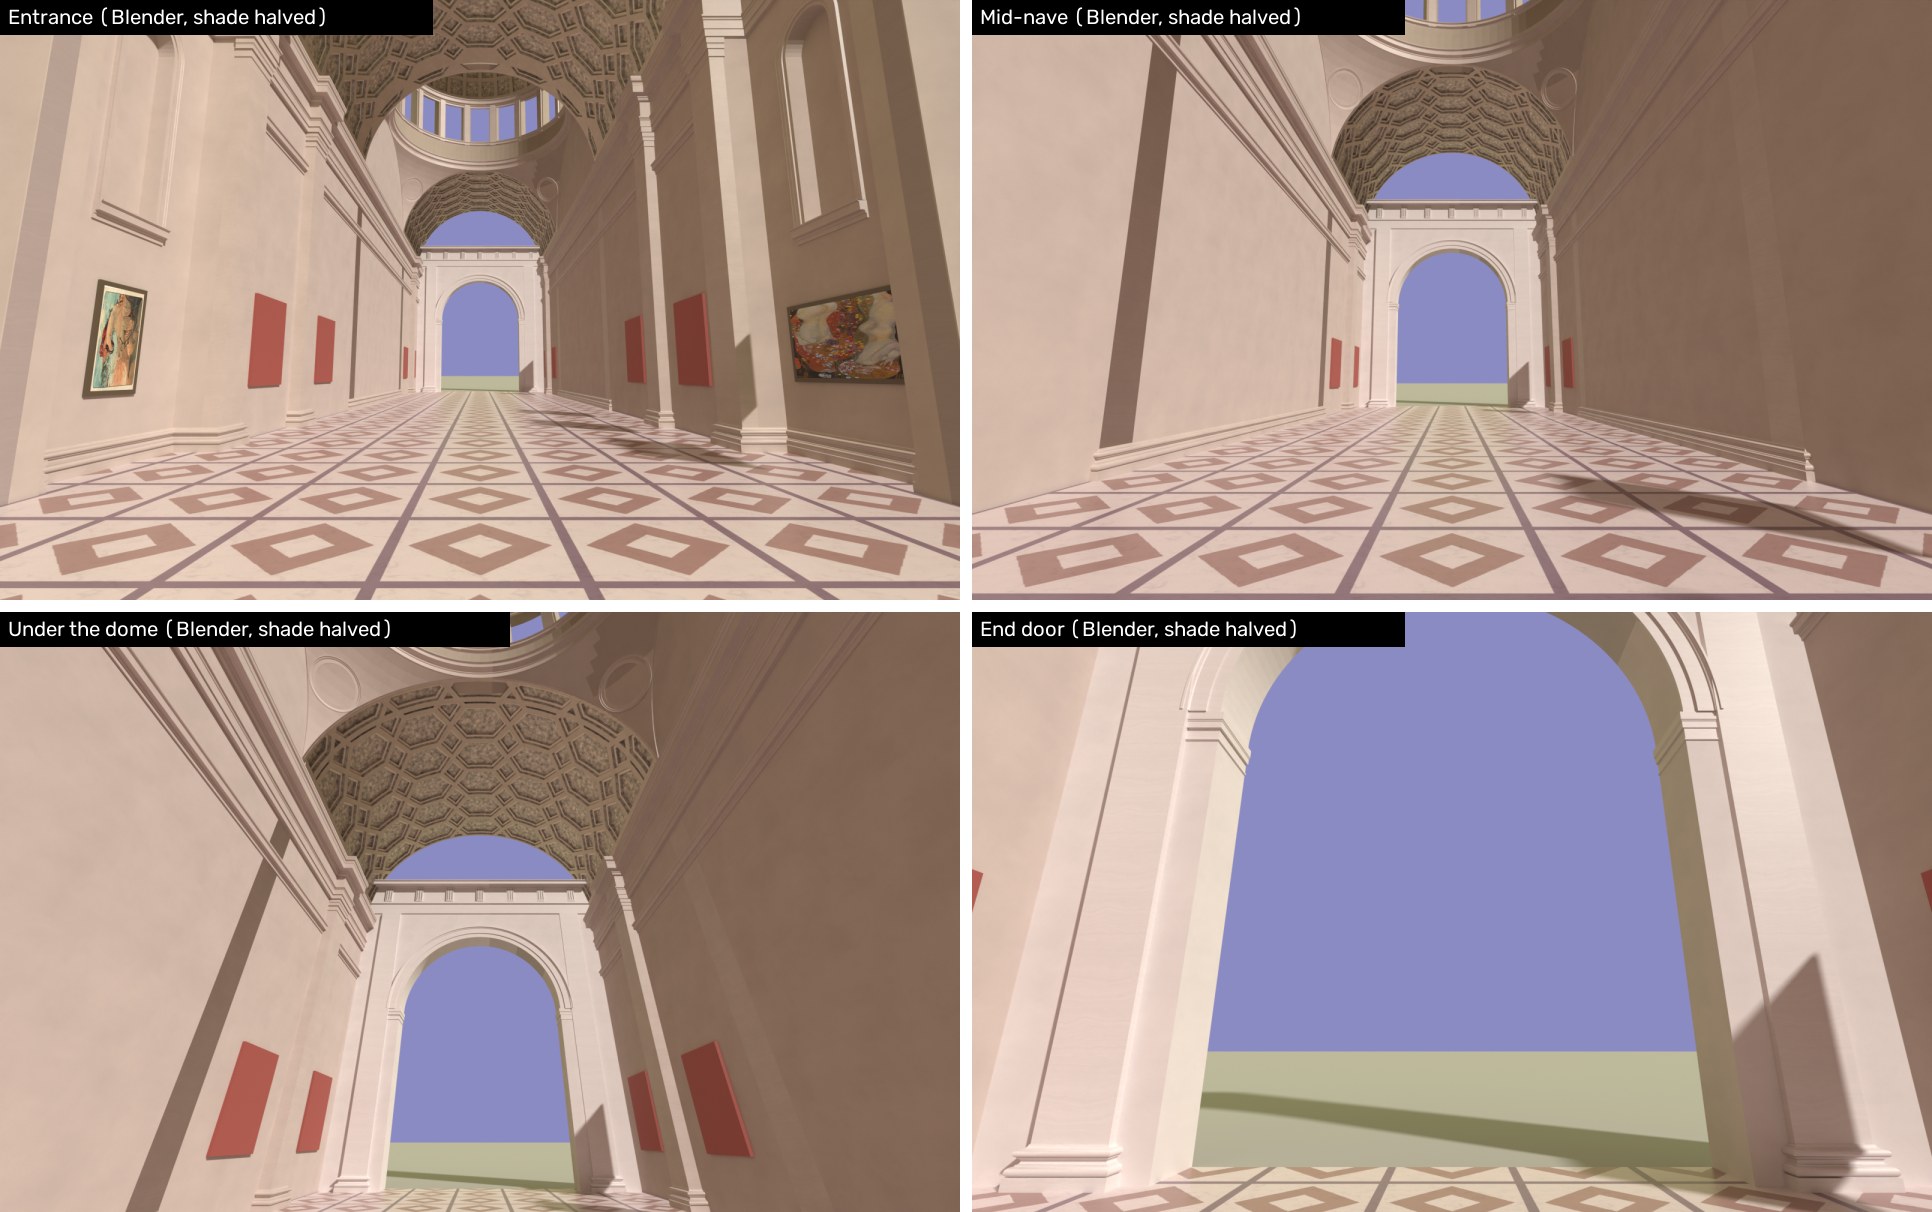 Entrance (Blender, shade halved)
Mid-nave (Blender, shade halved)
Under the dome (Blender, shade halved)
End door (Blender, shade halved)